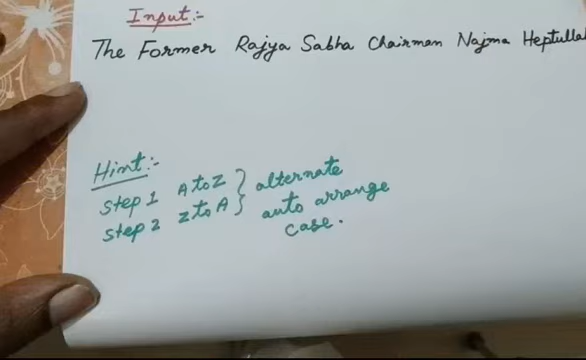 Input:-
The Former Rajya Sabha Chairman Najma Heptullah
Hint:-
Step 1 A to Z } alternate
Step 2 Z to A } auto arrange
case.